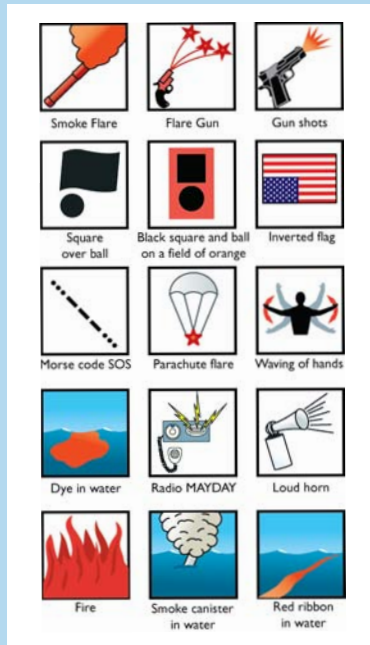 Smoke Flare
Flare Gun
Gun shots
Square
over ball
Black square and ball
on a field of orange
Inverted flag
Morse code SOS
Parachute flare
Waving of hands
Dye in water
Radio MAYDAY
Loud horn
Fire
Smoke canister
in water
Red ribbon
in water